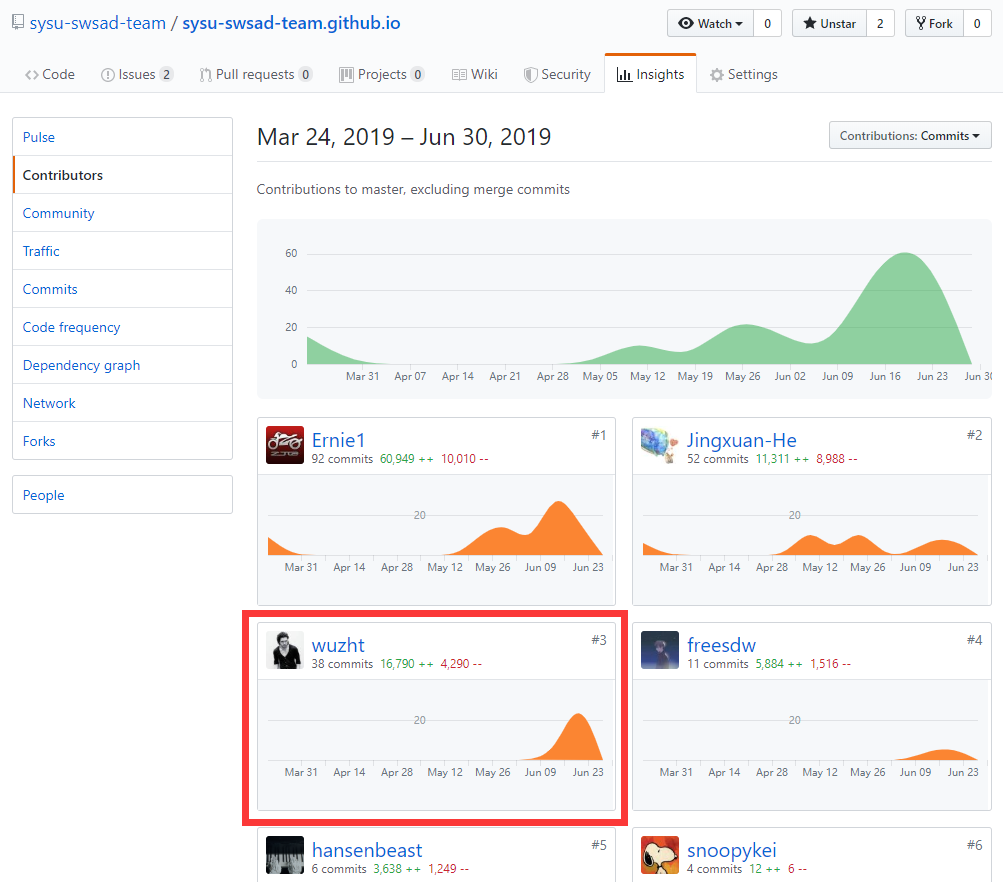 sysu-swsad-team / sysu-swsad-team.github.io Watch 0 Unstar 2 Fork 0
Code Issues 2 Pull requests 0 Projects 0 Wiki Security Insights Settings
Pulse
Contributors
Community
Traffic
Commits
Code frequency
Dependency graph
Network
Forks
People
Mar 24, 2019 – Jun 30, 2019 Contributions: Commits
Contributions to master, excluding merge commits
60
40
20
0
Mar 31 Apr 07 Apr 14 Apr 21 Apr 28 May 05 May 12 May 19 May 26 Jun 02 Jun 09 Jun 16 Jun 23 Jun 30
Ernie1 #1
92 commits 60,949 ++ 10,010 --
20
Mar 31 Apr 14 Apr 28 May 12 May 26 Jun 09 Jun 23
Jingxuan-He #2
52 commits 11,311 ++ 8,988 --
20
Mar 31 Apr 14 Apr 28 May 12 May 26 Jun 09 Jun 23
wuzht #3
38 commits 16,790 ++ 4,290 --
20
Mar 31 Apr 14 Apr 28 May 12 May 26 Jun 09 Jun 23
freesdw #4
11 commits 5,884 ++ 1,516 --
20
Mar 31 Apr 14 Apr 28 May 12 May 26 Jun 09 Jun 23
hansenbeast #5
6 commits 3,638 ++ 1,249 --
snoopykei #6
4 commits 12 ++ 6 --